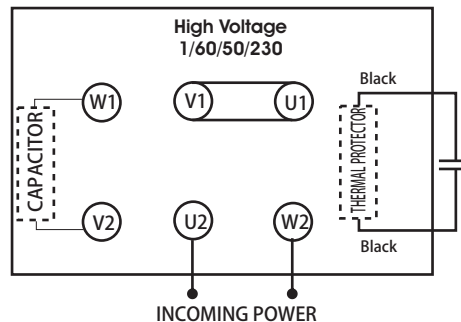 High Voltage
1/60/50/230
Black
W1
V1
U1
CAPACITOR
THERMAL PROTECTOR
V2
U2
W2
Black
INCOMING POWER